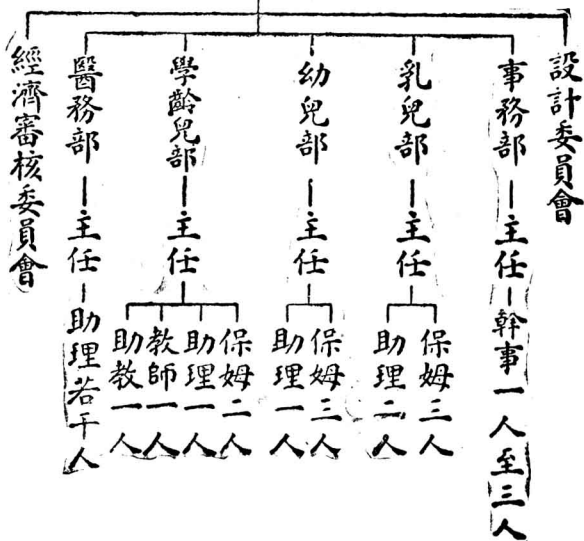 設計委員會
事務部
主任
幹事一人至三人
乳兒部
主任
保姆三人
助理二人
幼兒部
主任
保姆三人
助理一人
學齡兒部
主任
保姆二人
助理一人
教師一人
助教一人
醫務部
主任
助理若干人
經濟審核委員會